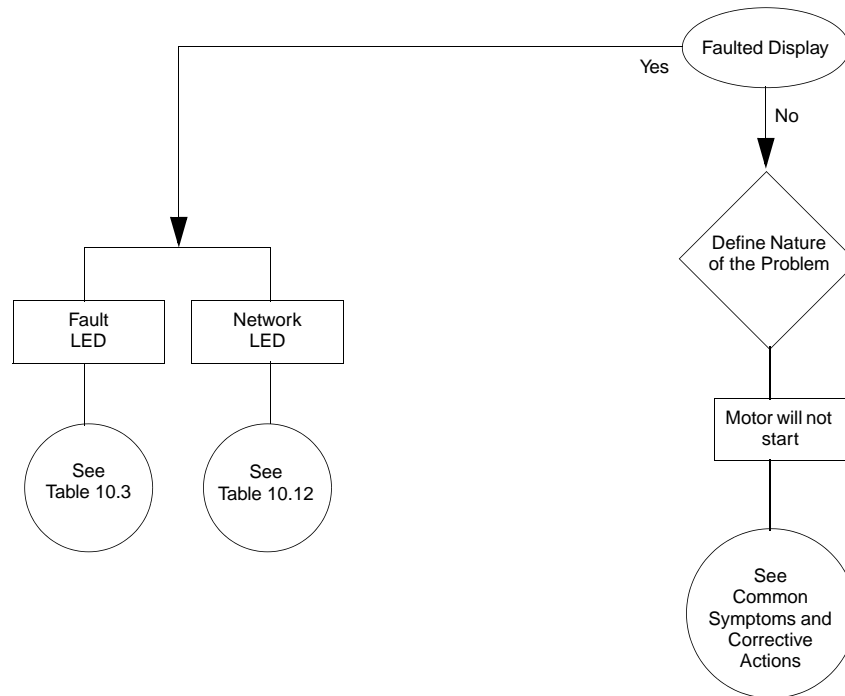 Faulted Display
Yes
No
Define Nature
of the Problem
Fault
LED
Network
LED
Motor will not
start
See
Table 10.3
See
Table 10.12
See
Common
Symptoms and
Corrective
Actions